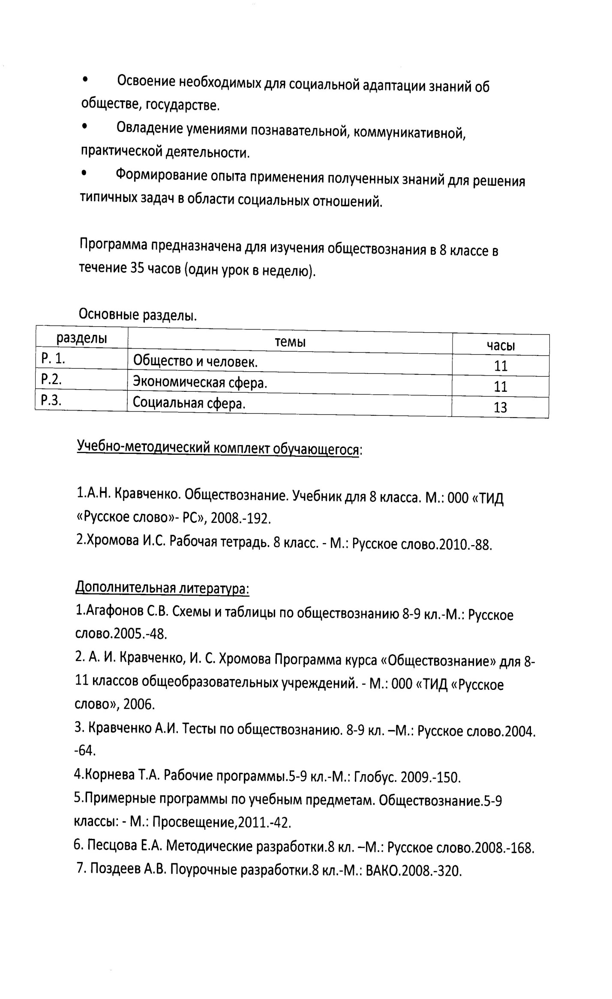 • Освоение необходимых для социальной адаптации знаний об
обществе, государстве.
• Овладение умениями познавательной, коммуникативной,
практической деятельности.
• Формирование опыта применения полученных знаний для решения
типичных задач в области социальных отношений.
Программа предназначена для изучения обществознания в 8 классе в
течение 35 часов (один урок в неделю).
Основные разделы.
разделы темы часы
Р. 1. Общество и человек. 11
Р.2. Экономическая сфера. 11
Р.3. Социальная сфера. 13
Учебно-методический комплект обучающегося:
1.А.Н. Кравченко. Обществознание. Учебник для 8 класса. М.: ООО «ТИД
«Русское слово»- РС», 2008.-192.
2.Хромова И.С. Рабочая тетрадь. 8 класс. - М.: Русское слово.2010.-88.
Дополнительная литература:
1.Агафонов С.В. Схемы и таблицы по обществознанию 8-9 кл.-М.: Русское
слово.2005.-48.
2. А. И. Кравченко, И. С. Хромова Программа курса «Обществознание» для 8-
11 классов общеобразовательных учреждений. - М.: ООО «ТИД «Русское
слово», 2006.
3. Кравченко А.И. Тесты по обществознанию. 8-9 кл. –М.: Русское слово.2004.
-64.
4.Корнева Т.А. Рабочие программы.5-9 кл.-М.: Глобус. 2009.-150.
5.Примерные программы по учебным предметам. Обществознание.5-9
классы: - М.: Просвещение,2011.-42.
6. Песцова Е.А. Методические разработки.8 кл. –М.: Русское слово.2008.-168.
7. Поздеев А.В. Поурочные разработки.8 кл.-М.: ВАКО.2008.-320.